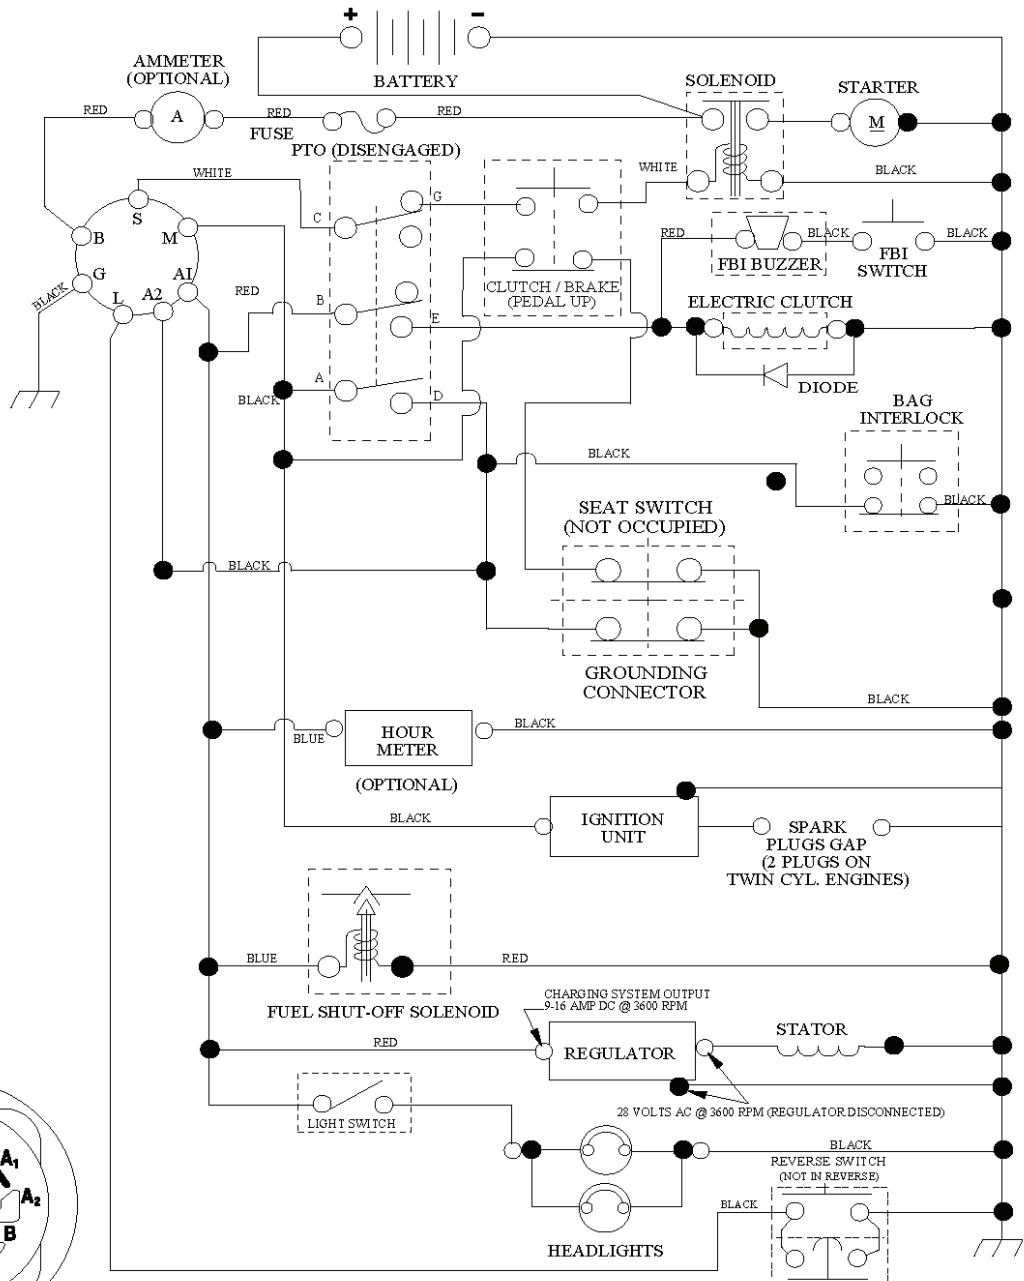 + −
BATTERY
AMMETER
(OPTIONAL)
SOLENOID
STARTER
RED
A
RED
FUSE
RED
M
PTO (DISENGAGED)
WHITE
WHITE
BLACK
S
C
G
B
M
RED
BLACK
BLACK
FBI BUZZER
FBI
SWITCH
G
A1
BLACK
L
A2
RED
CLUTCH / BRAKE
(PEDAL UP)
B
E
ELECTRIC CLUTCH
A
DIODE
BLACK
D
BAG
INTERLOCK
BLACK
BLACK
SEAT SWITCH
(NOT OCCUPIED)
BLACK
GROUNDING
CONNECTOR
BLACK
BLUE
HOUR
METER
BLACK
(OPTIONAL)
BLACK
IGNITION
UNIT
SPARK
PLUGS GAP
(2 PLUGS ON
TWIN CYL. ENGINES)
BLUE
RED
FUEL SHUT-OFF SOLENOID
CHARGING SYSTEM OUTPUT
9-16 AMP DC @ 3600 RPM
RED
REGULATOR
STATOR
28 VOLTS AC @ 3600 RPM (REGULATOR DISCONNECTED)
LIGHT SWITCH
BLACK
REVERSE SWITCH
(NOT IN REVERSE)
A1
A2
B
BLACK
HEADLIGHTS